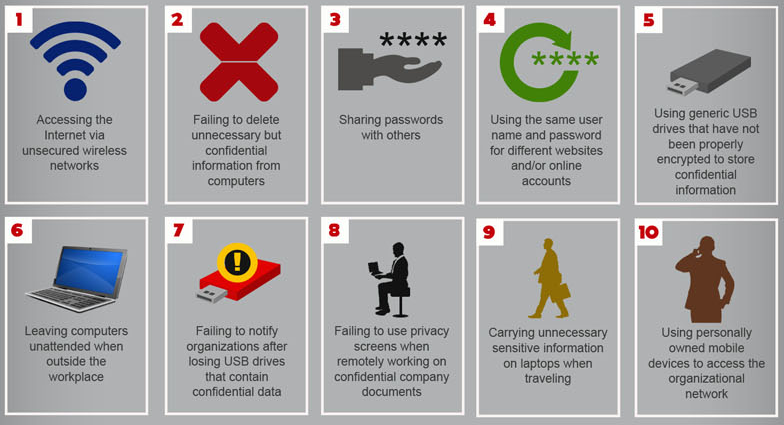 1
Accessing the
Internet via
unsecured wireless
networks
2
Failing to delete
unnecessary but
confidential
information from
computers
3
****
Sharing passwords
with others
4
****
Using the same user
name and password
for different websites
and/or online
accounts
5
Using generic USB
drives that have not
been properly
encrypted to store
confidential
information
6
Leaving computers
unattended when
outside the
workplace
7
!
Failing to notify
organizations after
losing USB drives
that contain
confidential data
8
Failing to use privacy
screens when
remotely working on
confidential company
documents
9
Carrying unnecessary
sensitive information
on laptops when
traveling
10
Using personally
owned mobile
devices to access the
organizational
network